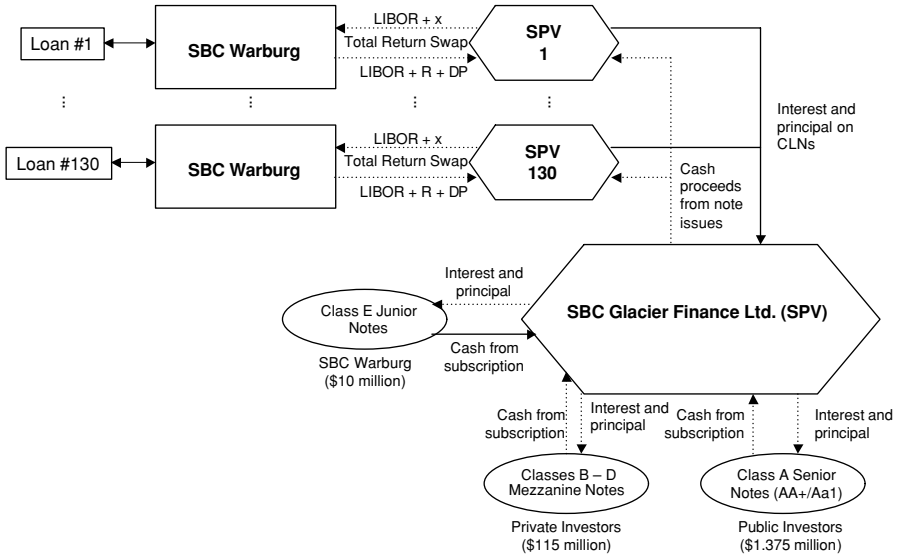 Loan #1
SBC Warburg
LIBOR + x
Total Return Swap
LIBOR + R + DP
SPV
1
⋮
⋮
⋮
⋮
Loan #130
SBC Warburg
LIBOR + x
Total Return Swap
LIBOR + R + DP
SPV
130
Interest and
principal on
CLNs
Cash
proceeds
from note
issues
SBC Glacier Finance Ltd. (SPV)
Interest and
principal
Class E Junior
Notes
Cash from
subscription
SBC Warburg
($10 million)
Cash from
subscription
Interest and
principal
Cash from
subscription
Interest and
principal
Classes B – D
Mezzanine Notes
Private Investors
($115 million)
Class A Senior
Notes (AA+/Aa1)
Public Investors
($1.375 million)